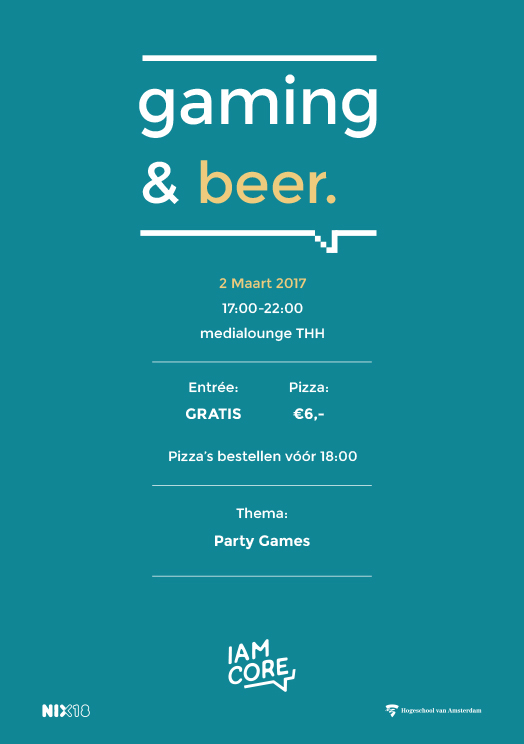 gaming
& beer.
2 Maart 2017
17:00-22:00
medialounge THH
Entrée: Pizza:
GRATIS €6,-
Pizza's bestellen vóór 18:00
Thema:
Party Games
IAM
CORE
NIX18
Hogeschool van Amsterdam